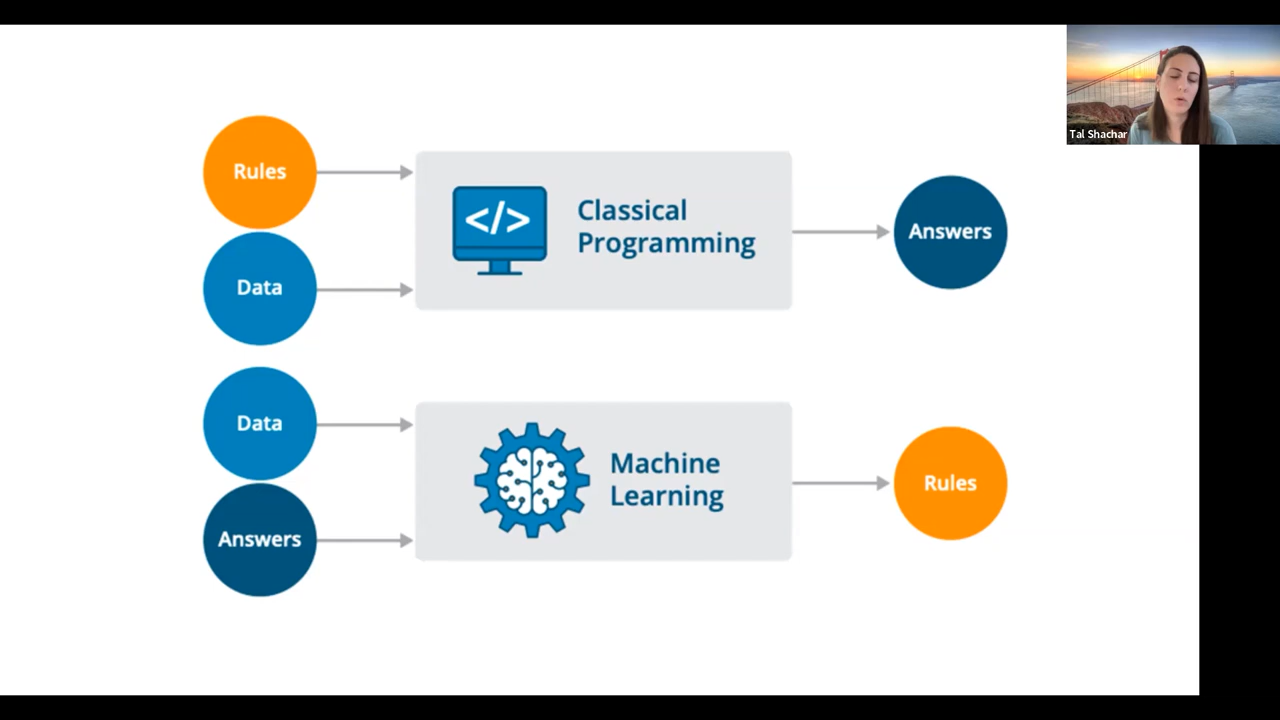 Tal Shachar
Rules
Data
</>
Classical
Programming
Answers
Data
Answers
Machine
Learning
Rules